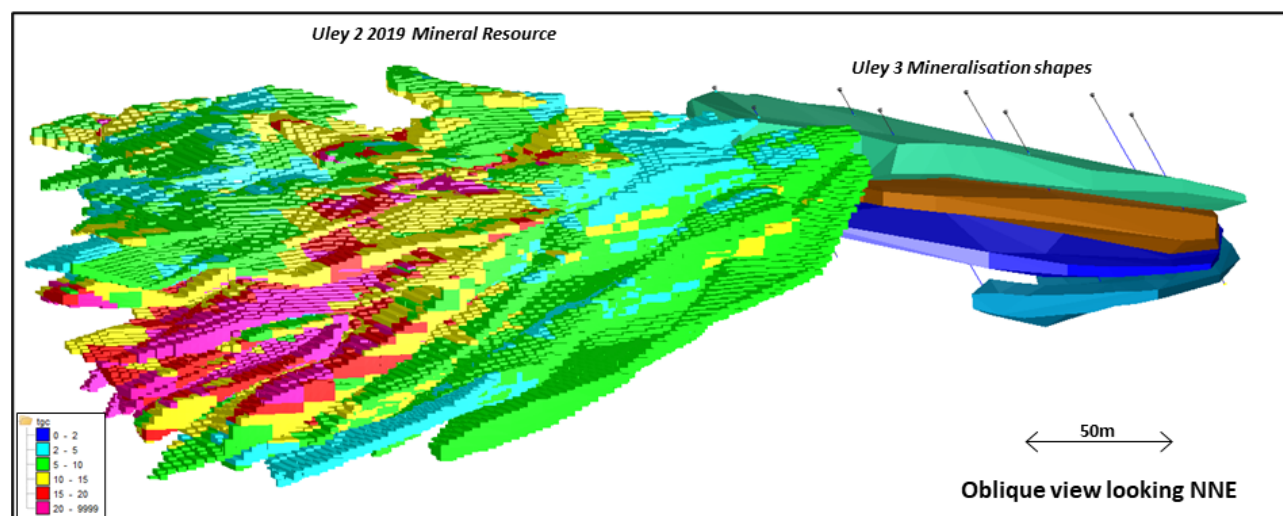 Uley 2 2019 Mineral Resource
Uley 3 Mineralisation shapes
tgc
0 - 2
2 - 5
5 - 10
10 - 15
15 - 20
20 - 9999
50m
Oblique view looking NNE